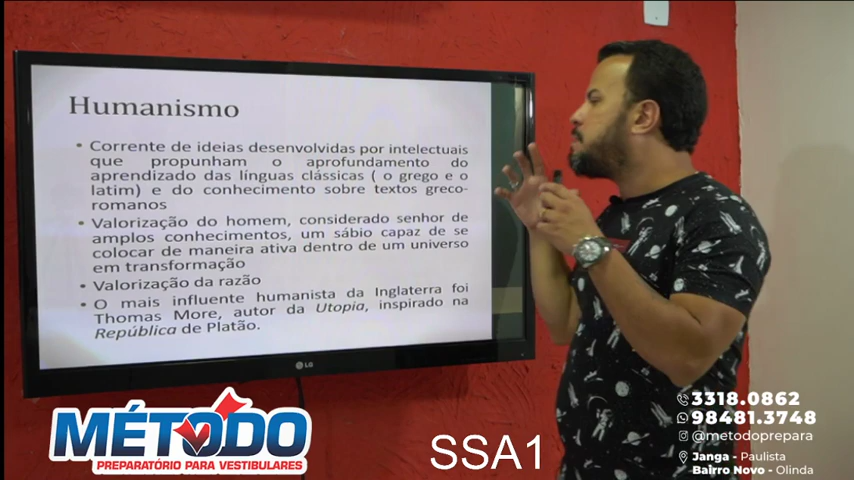 Humanismo
• Corrente de ideias desenvolvidas por intelectuais
que propunham o aprofundamento do
aprendizado das línguas clássicas ( o grego e o
latim) e do conhecimento sobre textos greco-
romanos
• Valorização do homem, considerado senhor de
amplos conhecimentos, um sábio capaz de se
colocar de maneira ativa dentro de um universo
em transformação
• Valorização da razão
• O mais influente humanista da Inglaterra foi
Thomas More, autor da Utopia, inspirado na
República de Platão.
LG
MÉTODO
PREPARATÓRIO PARA VESTIBULARES
SSA1
3318.0862
98481.3748
@metodoprepara
Janga - Paulista
Bairro Novo - Olinda